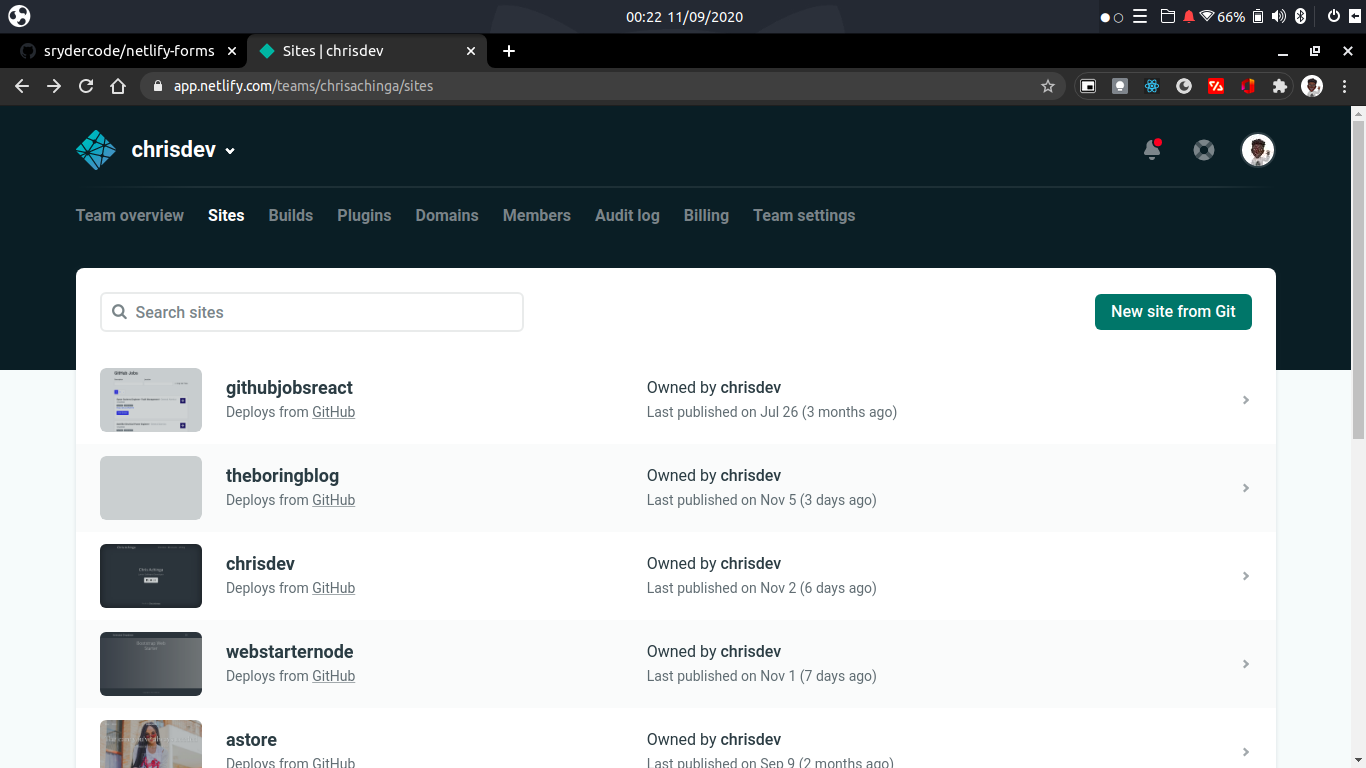 00:22 11/09/2020
66%
srydercode/netlify-forms
Sites | chrisdev
app.netlify.com/teams/chrisachinga/sites
chrisdev
Team overview Sites Builds Plugins Domains Members Audit log Billing Team settings
Search sites
New site from Git
GitHub Jobs
githubjobsreact
Owned by chrisdev
Deploys from GitHub
Last published on Jul 26 (3 months ago)
theboringblog
Owned by chrisdev
Deploys from GitHub
Last published on Nov 5 (3 days ago)
chrisdev
Owned by chrisdev
Deploys from GitHub
Last published on Nov 2 (6 days ago)
webstarternode
Owned by chrisdev
Deploys from GitHub
Last published on Nov 1 (7 days ago)
astore
Owned by chrisdev
Deploys from GitHub
Last published on Sep 9 (2 months ago)